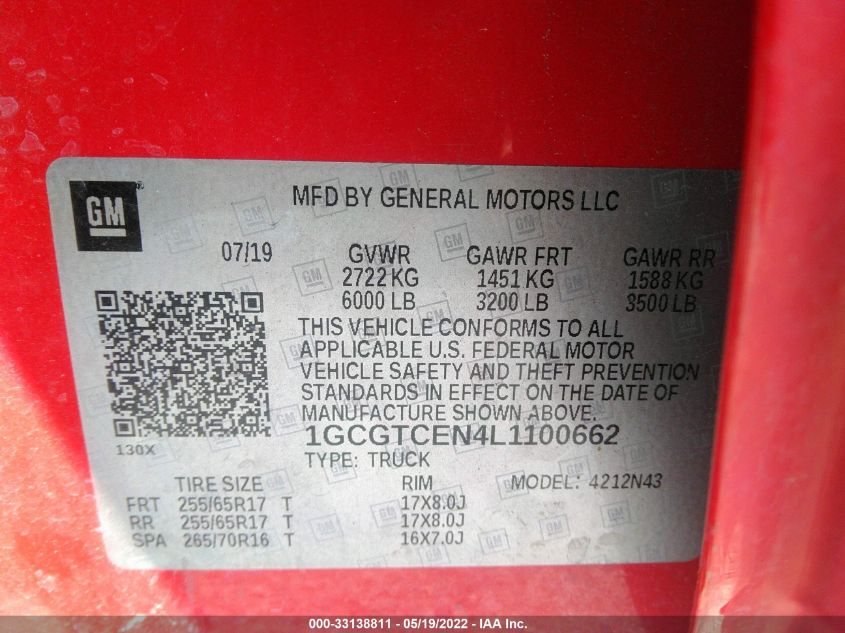 GM
MFD BY GENERAL MOTORS LLC
07/19 GVWR GAWR FRT GAWR RR
2722 KG 1451 KG 1588 KG
6000 LB 3200 LB 3500 LB
THIS VEHICLE CONFORMS TO ALL
APPLICABLE U.S. FEDERAL MOTOR
VEHICLE SAFETY AND THEFT PREVENTION
STANDARDS IN EFFECT ON THE DATE OF
MANUFACTURE SHOWN ABOVE.
130X
1GCGTCEN4L1100662
TYPE: TRUCK
TIRE SIZE RIM MODEL: 4212N43
FRT 255/65R17 T 17X8.0J
RR 255/65R17 T 17X8.0J
SPA 265/70R16 T 16X7.0J
000-33138811 - 05/19/2022 - IAA Inc.